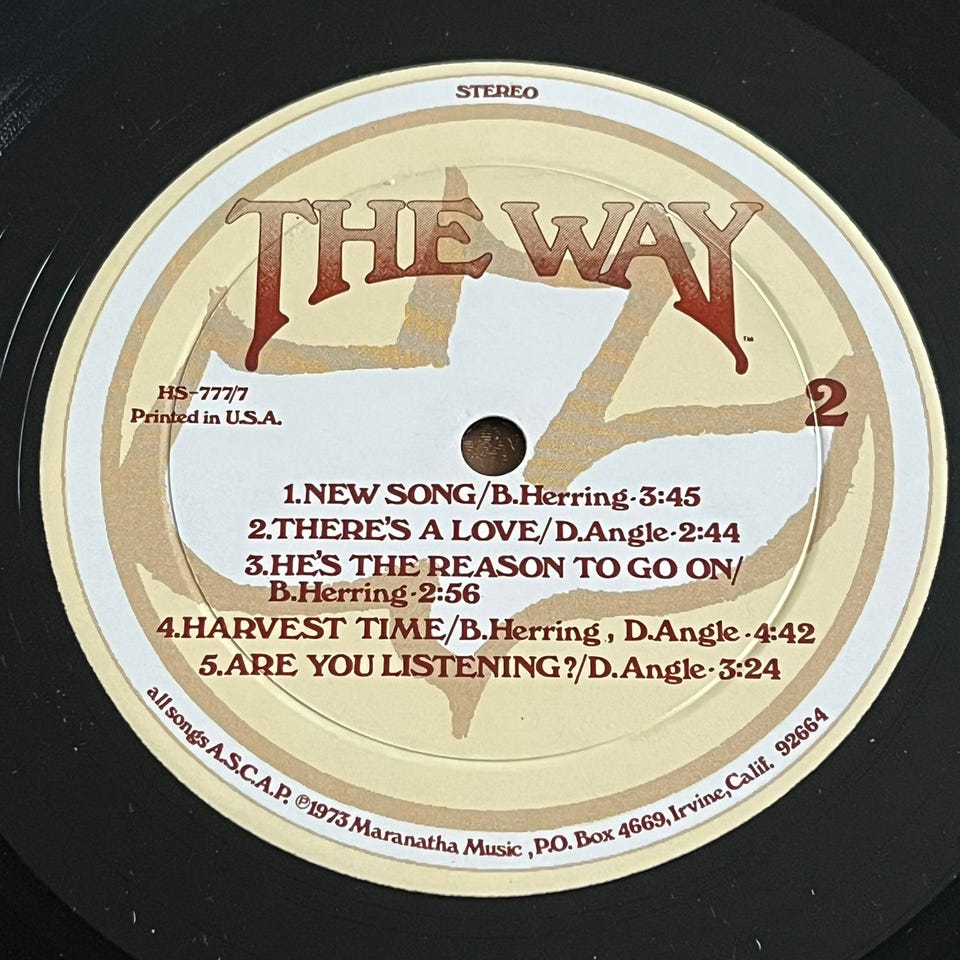 STEREO
THE WAY
™
HS-777/7
Printed in U.S.A.
2
1.NEW SONG/B.Herring-3:45
2.THERE'S A LOVE/D.Angle-2:44
3.HE'S THE REASON TO GO ON/
B.Herring-2:56
4.HARVEST TIME/B.Herring, D.Angle-4:42
5.ARE YOU LISTENING?/D.Angle-3:24
all songs A.S.C.A.P. ℗1973 Maranatha Music, P.O. Box 4669, Irvine, Calif. 92664